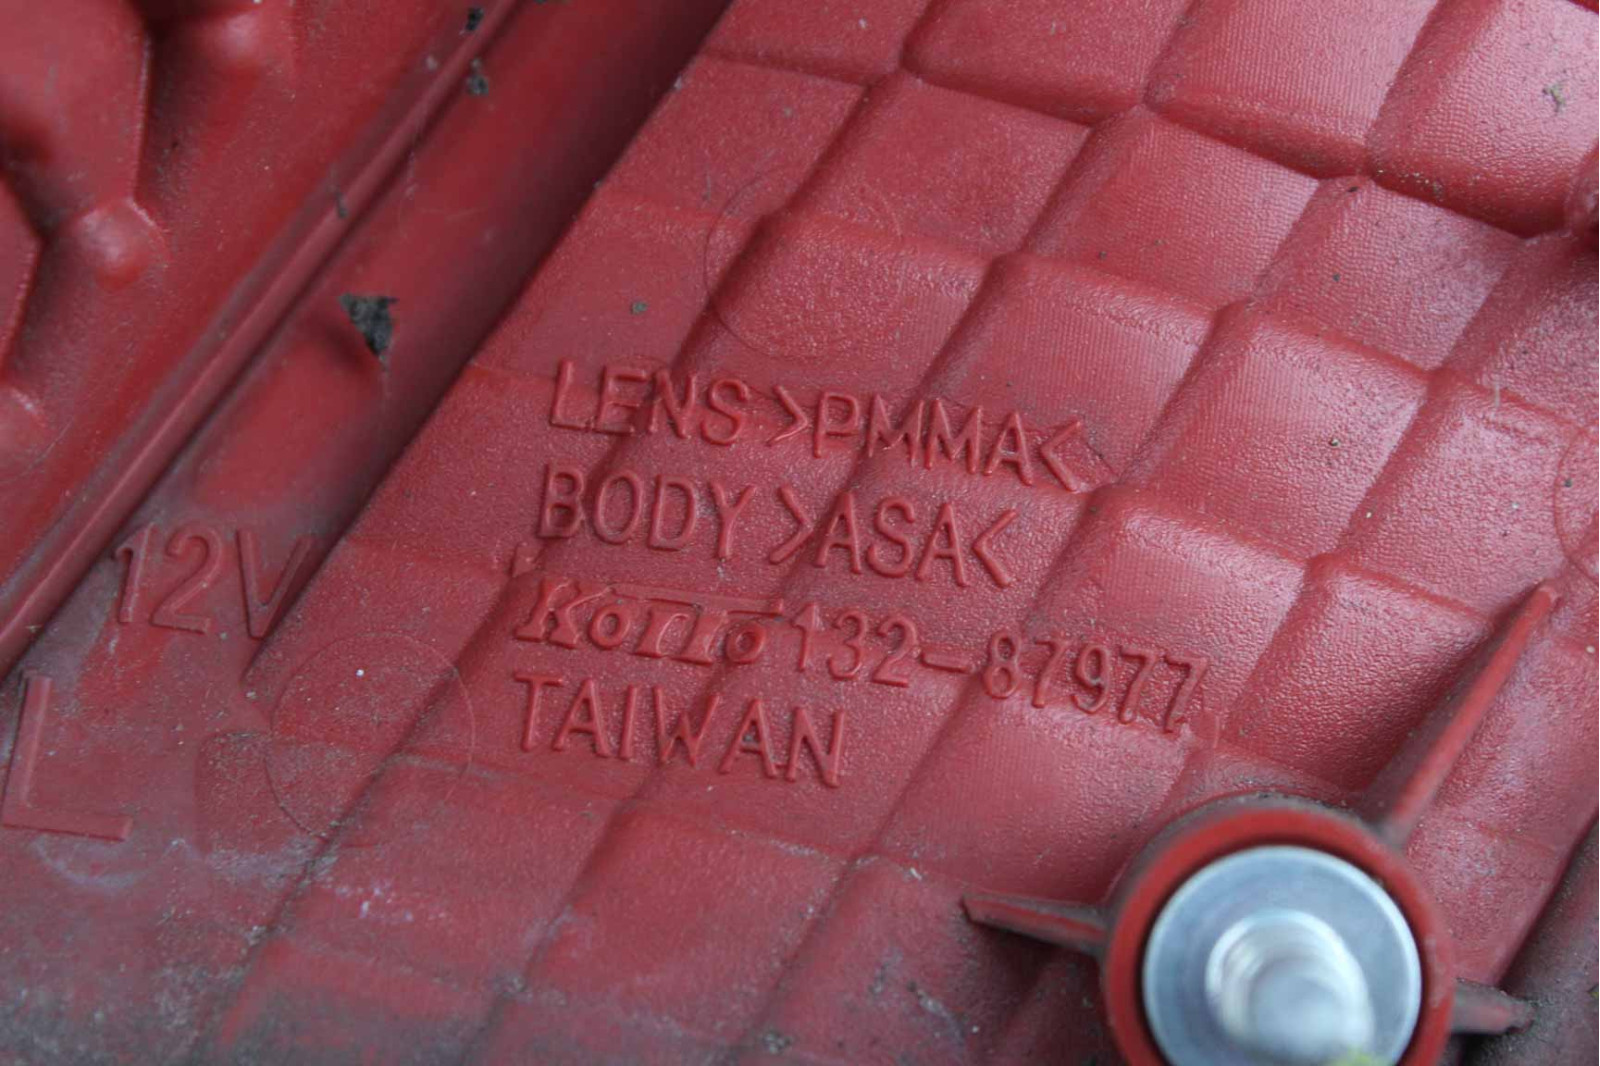 LENS >PMMA<
BODY >ASA<
Koito 132-87977
TAIWAN
12V
L